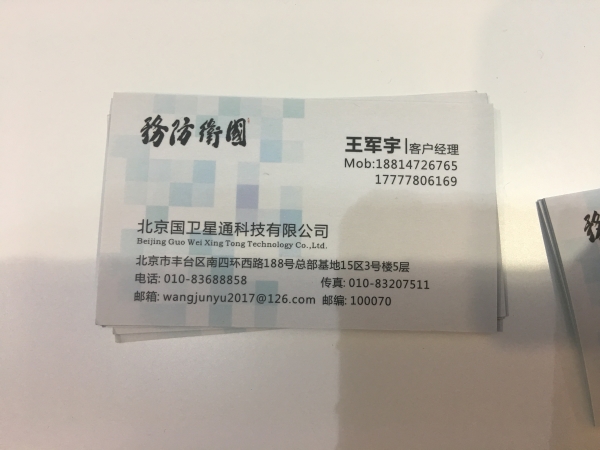 務防衛國
王军宇|客户经理
Mob:18814726765
17777806169
北京国卫星通科技有限公司
Beijing Guo Wei Xing Tong Technology Co.,Ltd.
北京市丰台区南四环西路188号总部基地15区3号楼5层
电话: 010-83688858 传真: 010-83207511
邮箱: wangjunyu2017@126.com 邮编: 100070
務